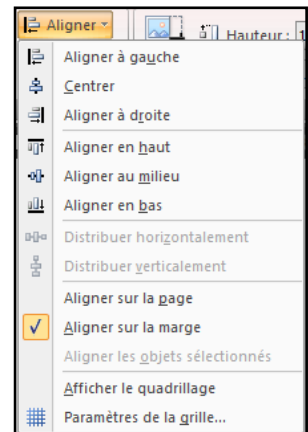 Aligner
Hauteur : 1
Aligner à gauche
Centrer
Aligner à droite
Aligner en haut
Aligner au milieu
Aligner en bas
Distribuer horizontalement
Distribuer verticalement
Aligner sur la page
Aligner sur la marge
Aligner les objets sélectionnés
Afficher le quadrillage
Paramètres de la grille...